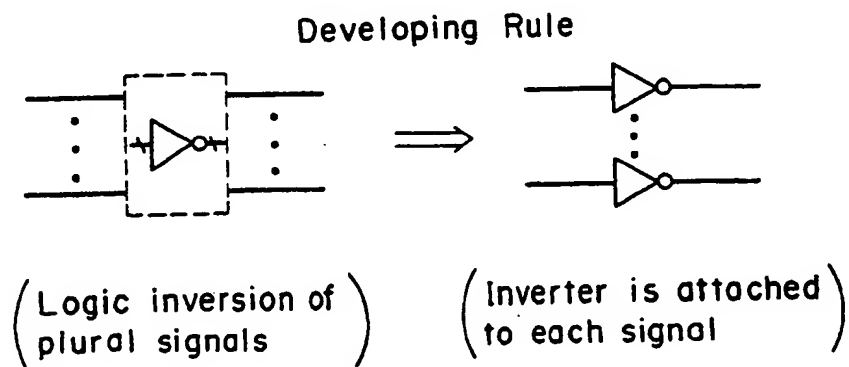 Developing Rule
(Logic inversion of
plural signals)
(Inverter is attached
to each signal)